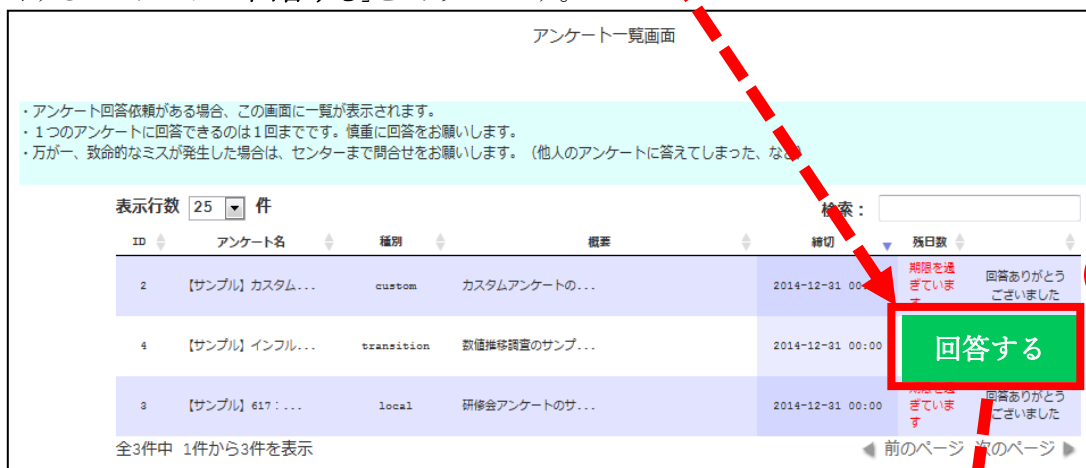 アンケート一覧画面
・アンケート回答依頼がある場合、この画面に一覧が表示されます。
・1つのアンケートに回答できるのは1回までです。慎重に回答をお願いします。
・万が一、致命的なミスが発生した場合は、センターまで問合せをお願いします。(他人のアンケートに答えてしまった、など)
表示行数 25 件 検索:
ID アンケート名 種別 概要 締切 残日数
2 【サンプル】カスタム... custom カスタムアンケートの... 2014-12-31 00 期限を過ぎています 回答ありがとうございました
4 【サンプル】インフル... transition 数値推移調査のサンプ... 2014-12-31 00:00 回答する
3 【サンプル】617:... local 研修会アンケートのサ... 2014-12-31 00:00 期限を過ぎています 回答ありがとうございました
全3件中 1件から3件を表示 前のページ 次のページ